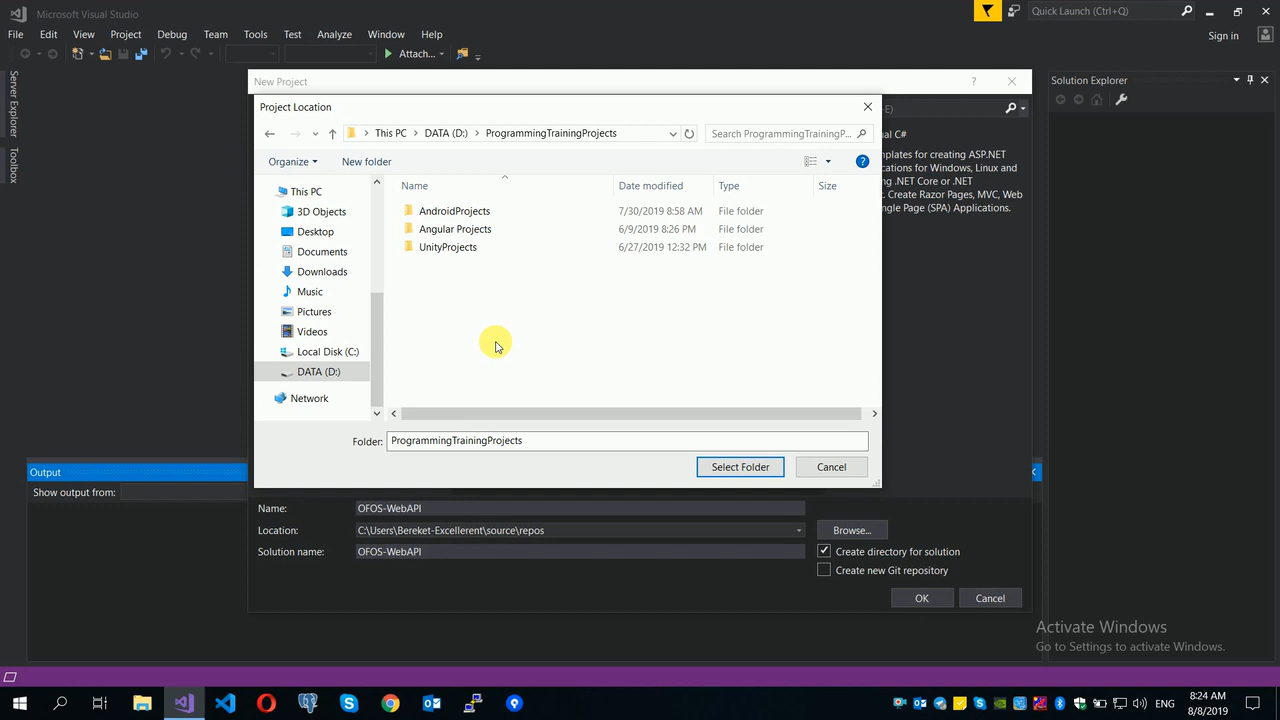 Microsoft Visual Studio
Quick Launch (Ctrl+Q)
File Edit View Project Debug Team Tools Test Analyze Window Help
Sign in
Attach...
Server Explorer
Toolbox
New Project
?
Solution Explorer
Project Location
This PC > DATA (D:) > ProgrammingTrainingProjects
Search ProgrammingTrainingP...
E)
Organize
New folder
?
Name
Date modified
Type
Size
This PC
3D Objects
Desktop
Documents
Downloads
Music
Pictures
Videos
Local Disk (C:)
DATA (D:)
Network
AndroidProjects 7/30/2019 8:58 AM File folder
Angular Projects 6/9/2019 8:26 PM File folder
UnityProjects 6/27/2019 12:32 PM File folder
ual C#
mplates for creating ASP.NET
ications for Windows, Linux and
.NET Core or .NET
. Create Razor Pages, MVC, Web
ngle Page (SPA) Applications.
Folder: ProgrammingTrainingProjects
Select Folder
Cancel
Output
Show output from:
Name: OFOS-WebAPI
Location: C:\Users\Bereket-Excellerent\source\repos
Browse...
Solution name: OFOS-WebAPI
Create directory for solution
Create new Git repository
OK
Cancel
Activate Windows
Go to Settings to activate Windows.
ENG
8:24 AM
8/8/2019